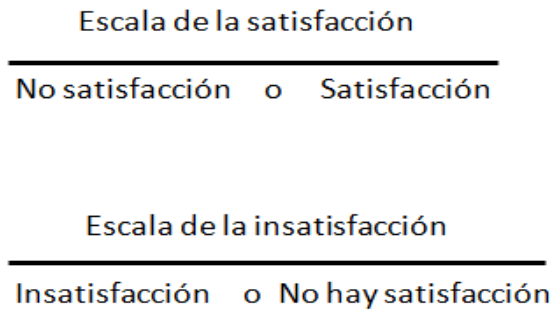 Escala de la satisfacción
No satisfacción o Satisfacción
Escala de la insatisfacción
Insatisfacción o No hay satisfacción